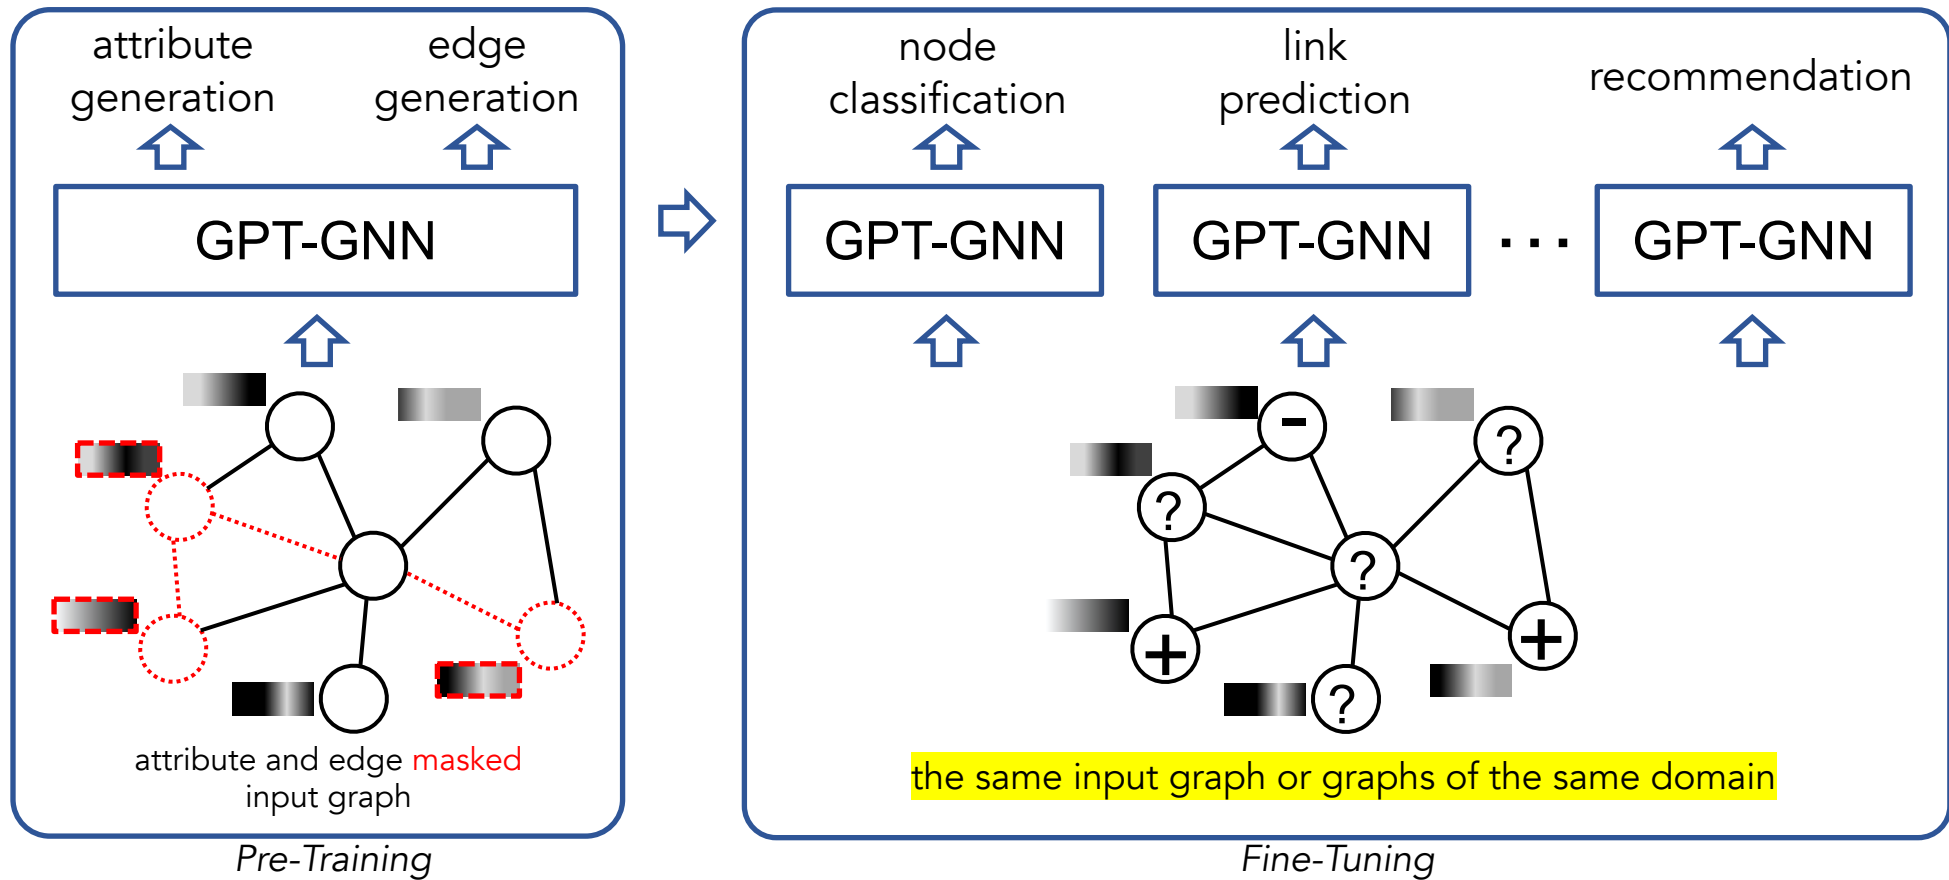 attribute
generation
edge
generation
GPT-GNN
attribute and edge masked
input graph
Pre-Training
node
classification
link
prediction
recommendation
GPT-GNN
GPT-GNN
...
GPT-GNN
-
?
?
?
+
+
?
the same input graph or graphs of the same domain
Fine-Tuning